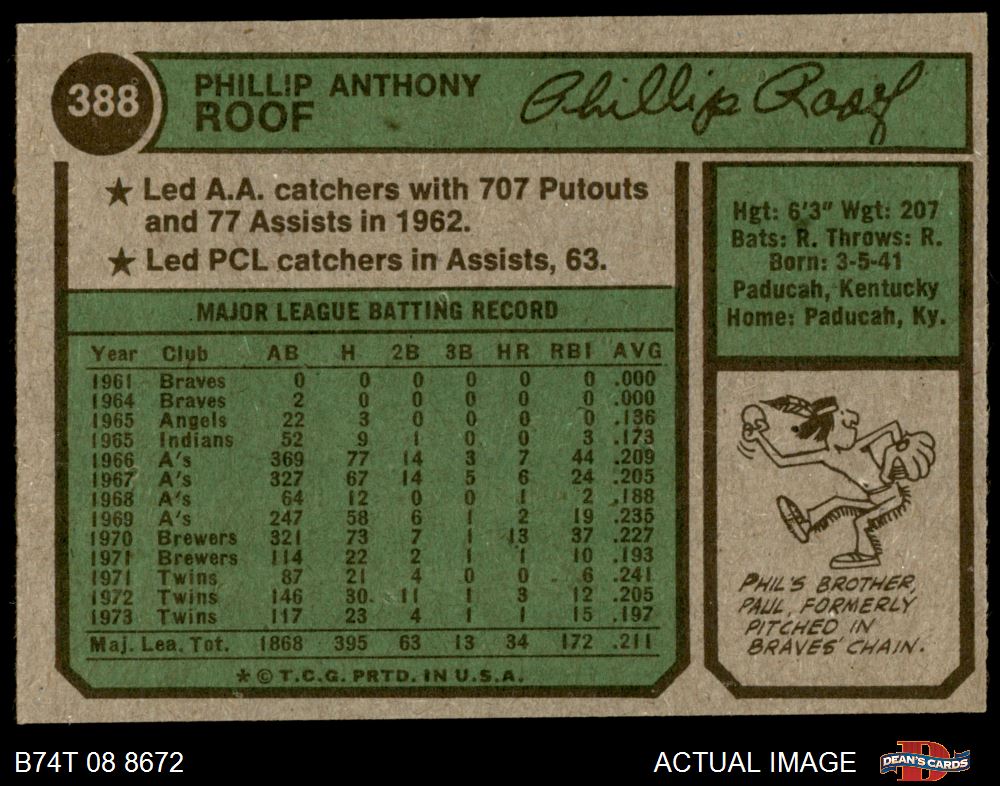 388
PHILLIP ANTHONY
ROOF
Phillip Roof
★ Led A.A. catchers with 707 Putouts
and 77 Assists in 1962.
★ Led PCL catchers in Assists, 63.
MAJOR LEAGUE BATTING RECORD
Year Club AB H 2B 3B HR RBI AVG
1961 Braves 0 0 0 0 0 0 .000
1964 Braves 2 0 0 0 0 0 .000
1965 Angels 22 3 0 0 0 0 .136
1965 Indians 52 9 1 0 0 3 .173
1966 A's 369 77 14 3 7 44 .209
1967 A's 327 67 14 5 6 24 .205
1968 A's 64 12 0 0 1 2 .188
1969 A's 247 58 6 1 2 19 .235
1970 Brewers 321 73 7 1 13 37 .227
1971 Brewers 114 22 2 1 1 10 .193
1971 Twins 87 21 4 0 0 6 .241
1972 Twins 146 30 11 1 3 12 .205
1973 Twins 117 23 4 1 1 15 .197
Maj. Lea. Tot. 1868 395 63 13 34 172 .211
* © T.C.G. PRTD. IN U.S.A.
Hgt: 6'3" Wgt: 207
Bats: R. Throws: R.
Born: 3-5-41
Paducah, Kentucky
Home: Paducah, Ky.
PHIL'S BROTHER,
PAUL, FORMERLY
PITCHED IN
BRAVES' CHAIN.
B74T 08 8672
ACTUAL IMAGE
DEAN'S CARDS